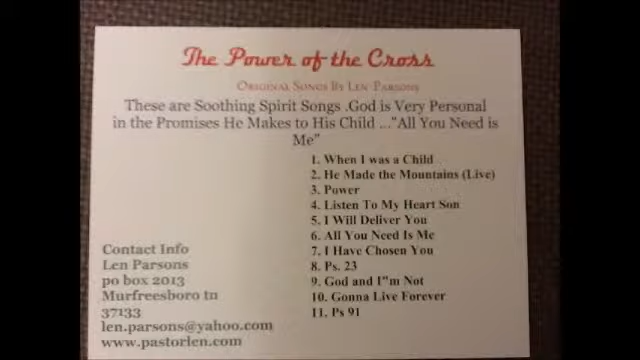 The Power of the Cross
Original Songs By Len Parsons
These are Soothing Spirit Songs .God is Very Personal
in the Promises He Makes to His Child ..."All You Need is
Me"
1. When I was a Child
2. He Made the Mountains (Live)
3. Power
4. Listen To My Heart Son
5. I Will Deliver You
6. All You Need Is Me
7. I Have Chosen You
8. Ps. 23
9. God and I"m Not
10. Gonna Live Forever
11. Ps 91
Contact Info
Len Parsons
po box 2013
Murfreesboro tn
37133
len.parsons@yahoo.com
www.pastorlen.com